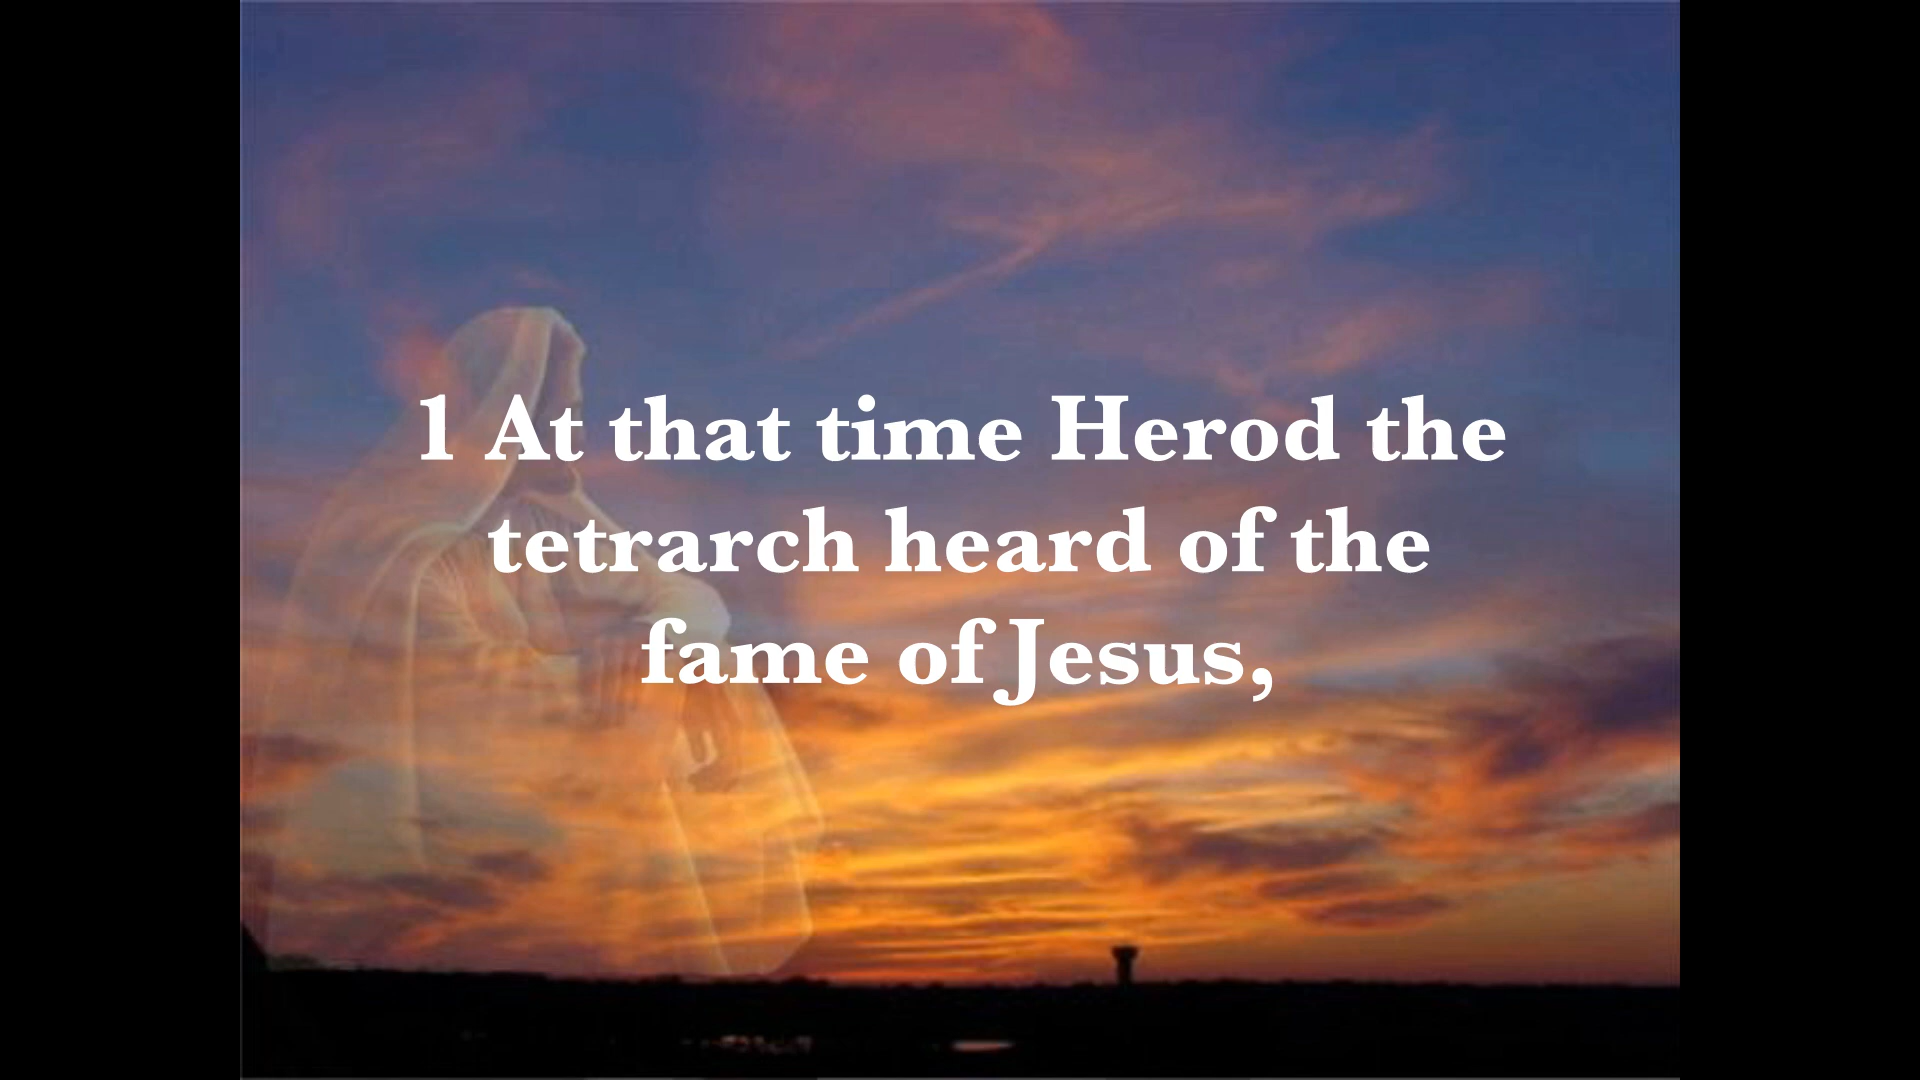 1 At that time Herod the
tetrarch heard of the
fame of Jesus,